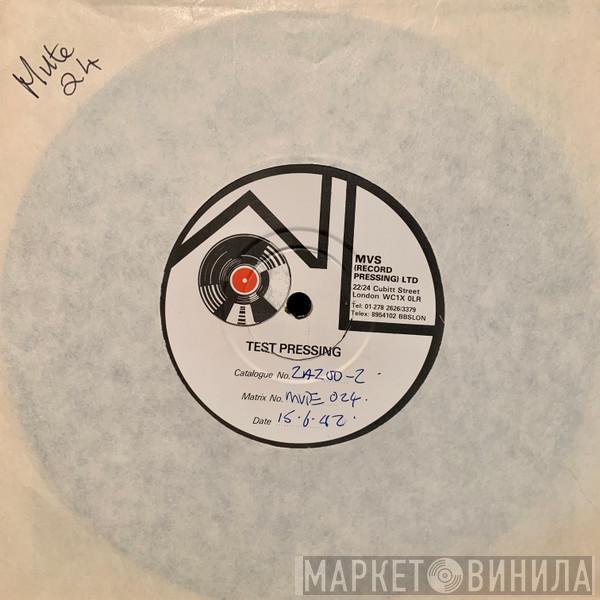 Mute
24
MVS
(RECORD
PRESSING) LTD
22/24 Cubitt Street
London WC1X 0LR
Tel: 01-278 2626/3379
Telex: 8954102 BBSLON
TEST PRESSING
Catalogue No. ZAZOO-2.
Matrix No. MUTE 024.
Date 15.6.82.
МАРКЕТ ВИНИЛА